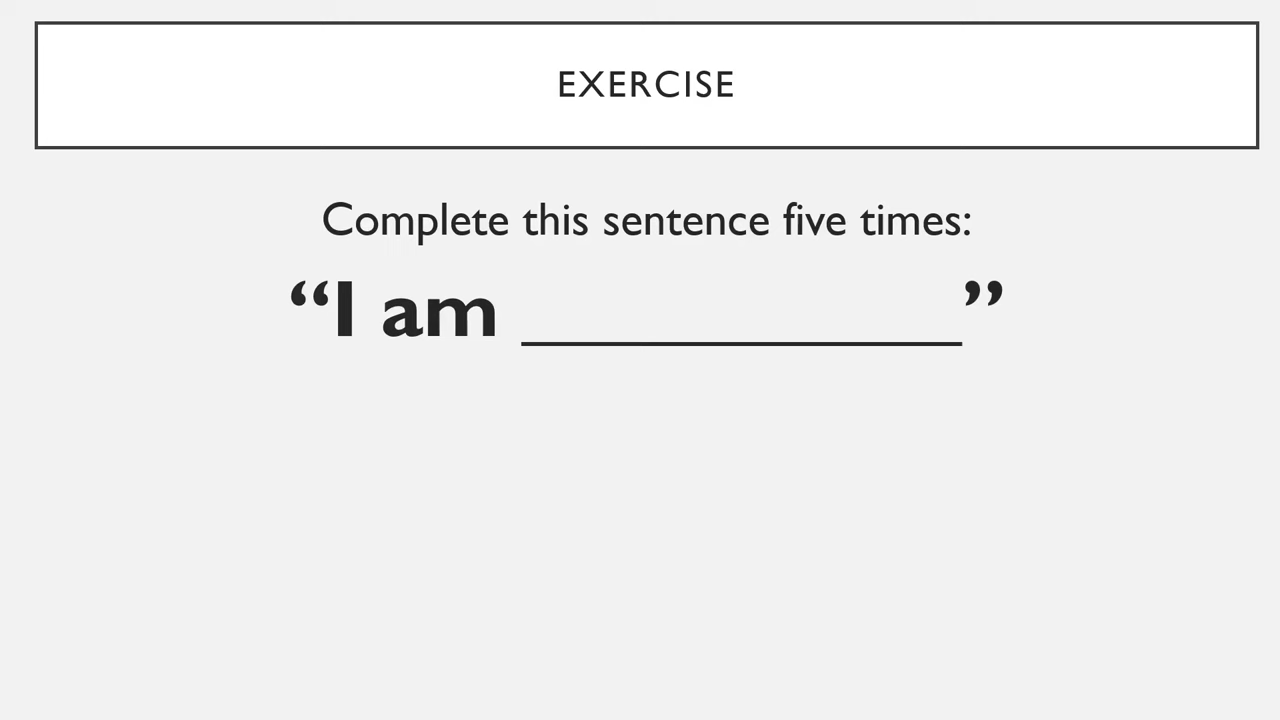 EXERCISE
Complete this sentence five times:
“I am ____________”